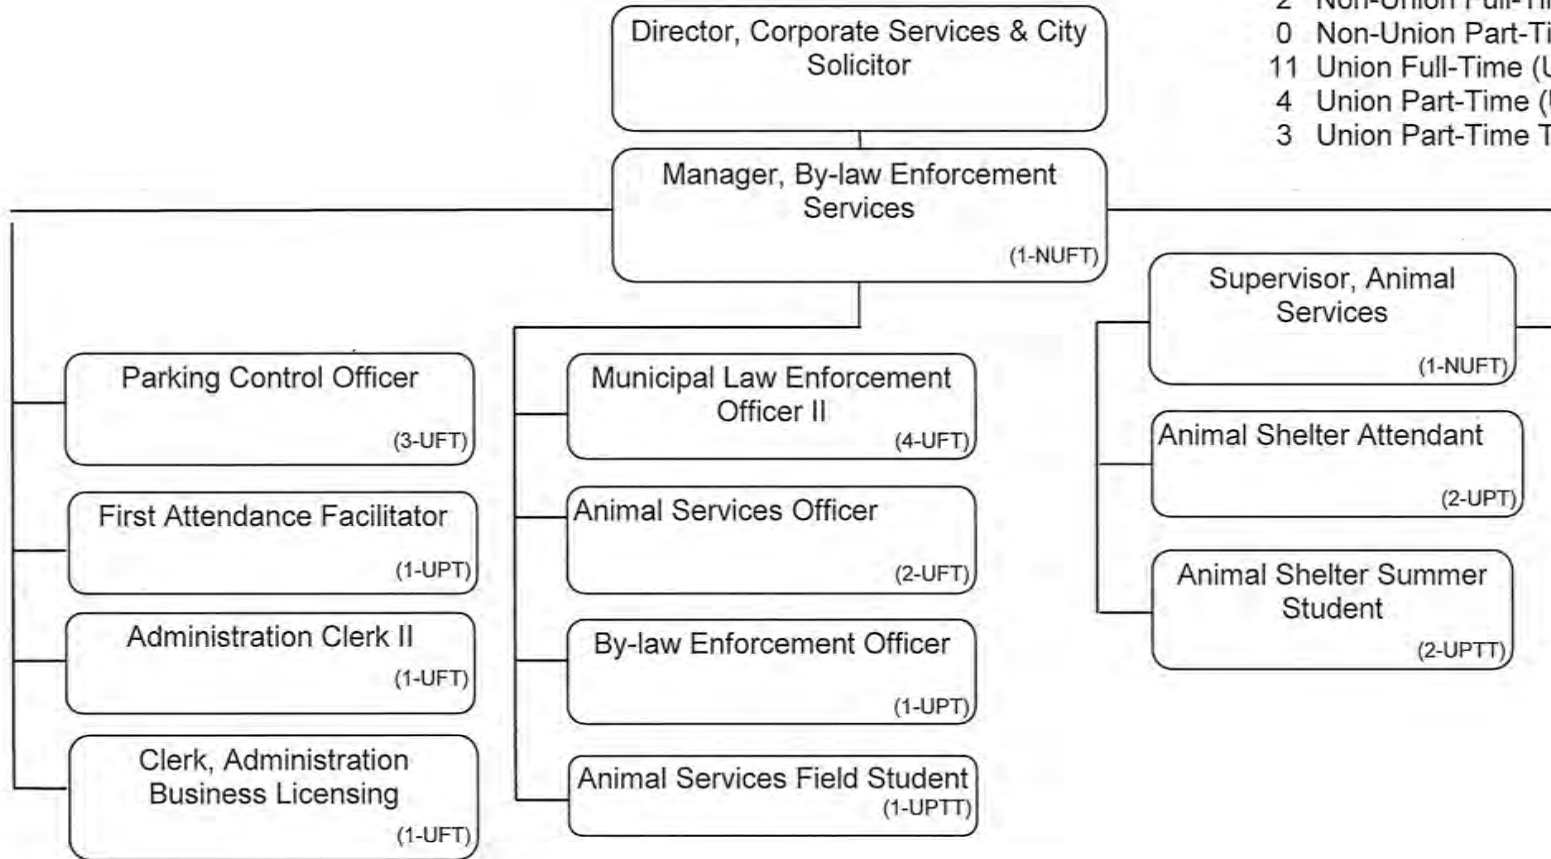 Director, Corporate Services & City
Solicitor
2 Non-Union
0 Non-Union
11 Union Full-Time
4 Union Part-Time
3 Union Part-Time
Manager, By-law Enforcement
Services
(1-NUFT)
Parking Control Officer
(3-UFT)
First Attendance Facilitator
(1-UPT)
Administration Clerk II
(1-UFT)
Clerk, Administration
Business Licensing
(1-UFT)
Municipal Law Enforcement
Officer II
(4-UFT)
Animal Services Officer
(2-UFT)
By-law Enforcement Officer
(1-UPT)
Animal Services Field Student
(1-UPTT)
Supervisor, Animal
Services
(1-NUFT)
Animal Shelter Attendant
(2-UPT)
Animal Shelter Summer
Student
(2-UPTT)